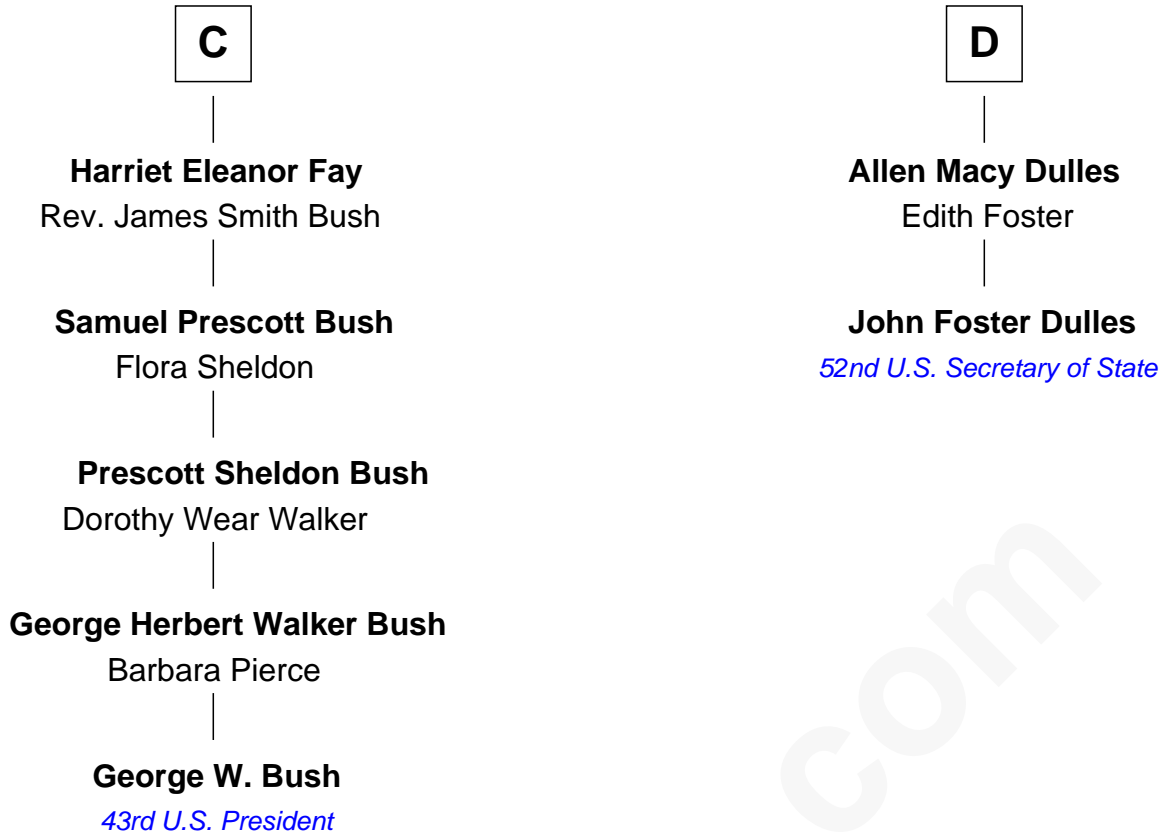 C
Harriet Eleanor Fay
Rev. James Smith Bush
Samuel Prescott Bush
Flora Sheldon
Prescott Sheldon Bush
Dorothy Wear Walker
George Herbert Walker Bush
Barbara Pierce
George W. Bush
43rd U.S. President
D
Allen Macy Dulles
Edith Foster
John Foster Dulles
52nd U.S. Secretary of State
com